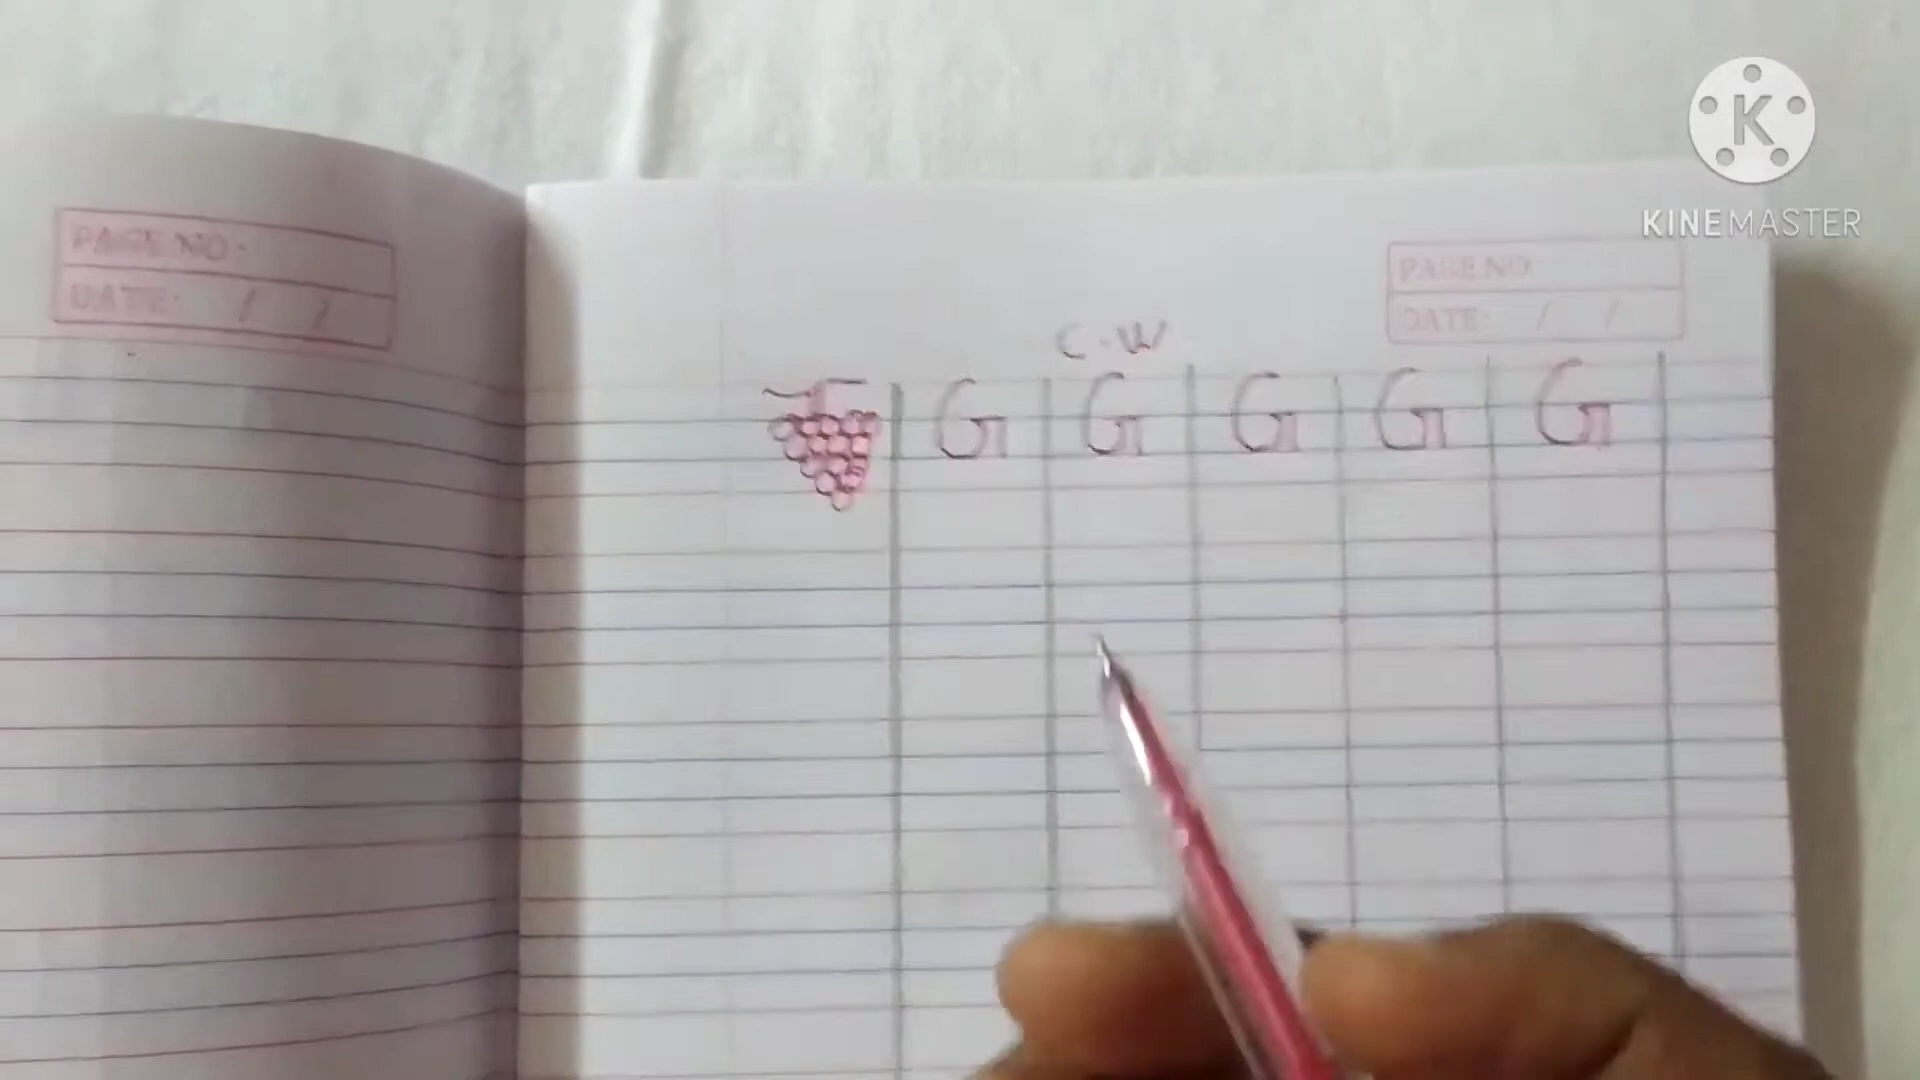 K
KINEMASTER
PAGE NO.
DATE: / /
PAGE NO
DATE: / /
C.W
G G G G G